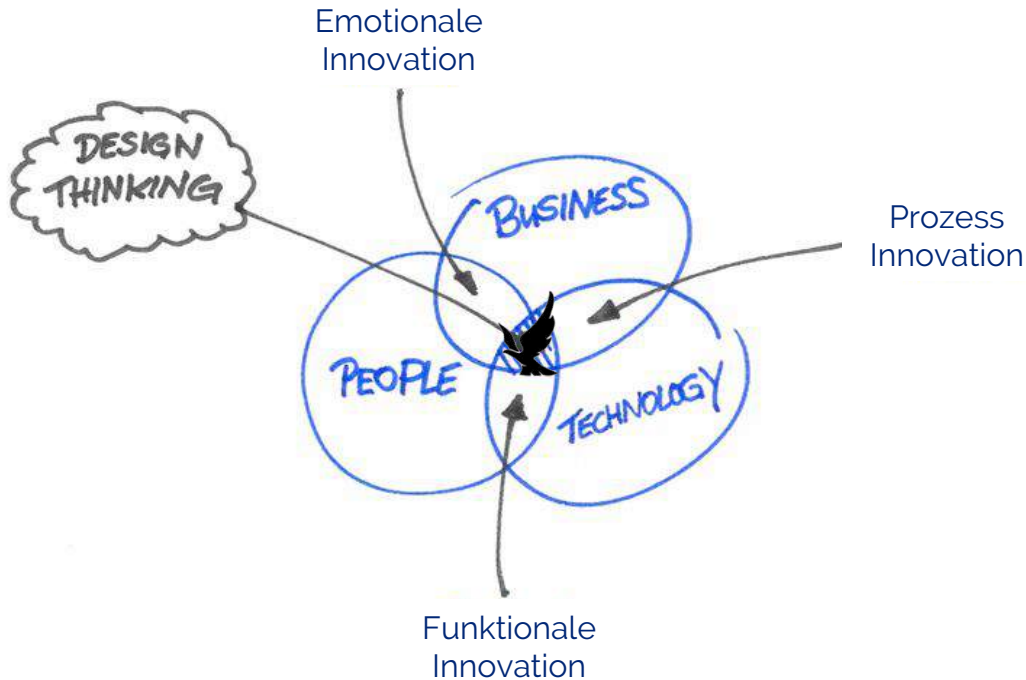 Emotionale
Innovation
DESIGN
THINKING
BUSINESS
Prozess
Innovation
PEOPLE
TECHNOLOGY
Funktionale
Innovation